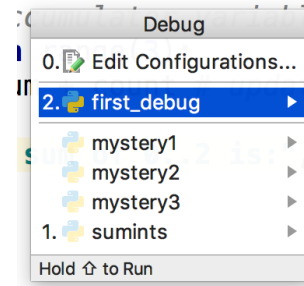 Debug
0. Edit Configurations...
2. first_debug
mystery1
mystery2
mystery3
1. sumints
Hold ⇧ to Run